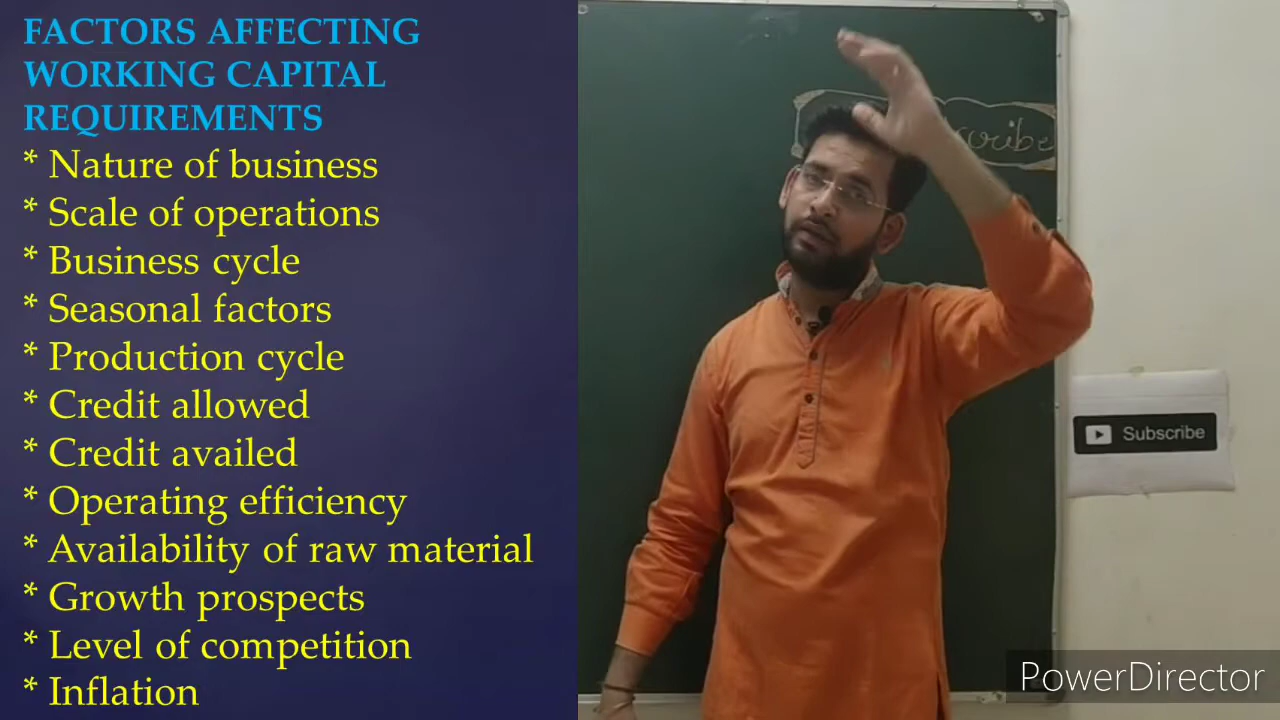 FACTORS AFFECTING
WORKING CAPITAL
REQUIREMENTS
* Nature of business
* Scale of operations
* Business cycle
* Seasonal factors
* Production cycle
* Credit allowed
* Credit availed
* Operating efficiency
* Availability of raw material
* Growth prospects
* Level of competition
* Inflation
Subscribe
PowerDirector